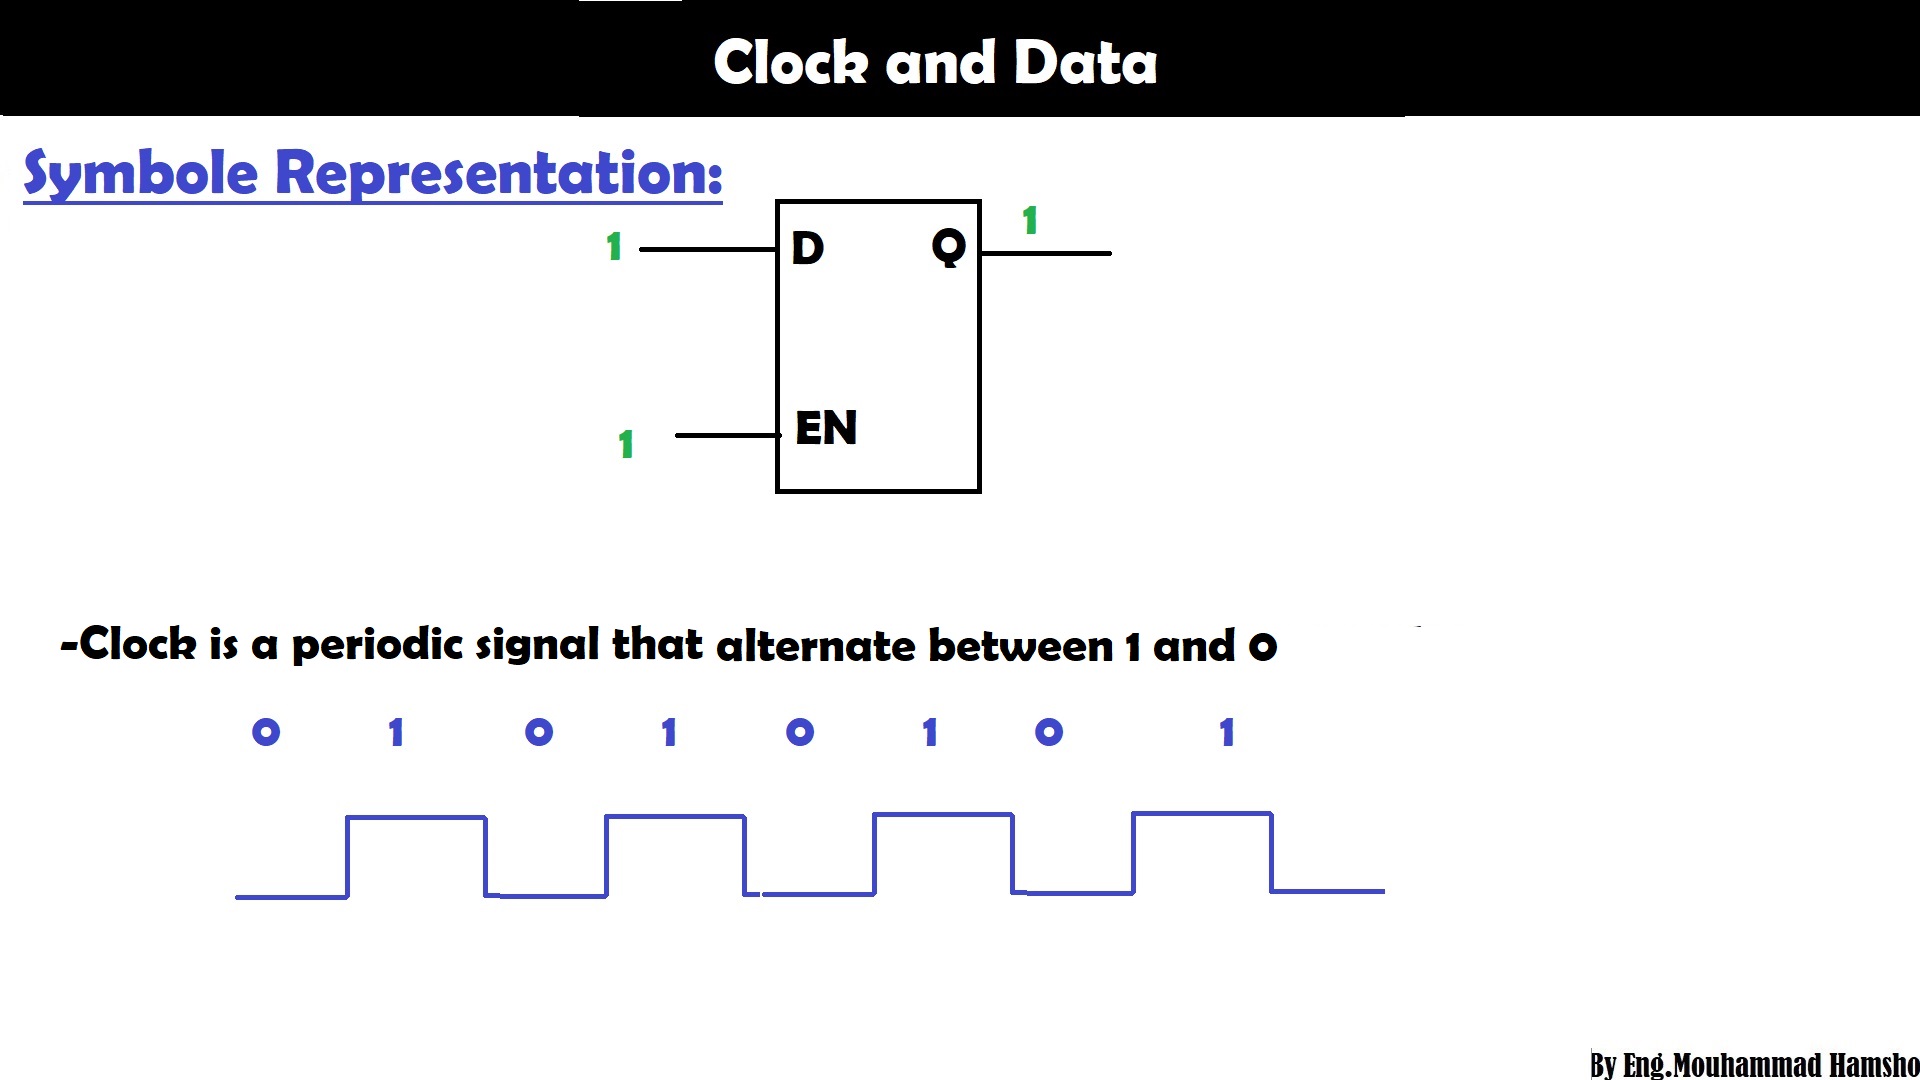 Clock and Data
Symbole Representation:
1 D Q 1
1 EN
-Clock is a periodic signal that alternate between 1 and 0
0 1 0 1 0 1 0 1
By Eng.Mouhammad Hamsho